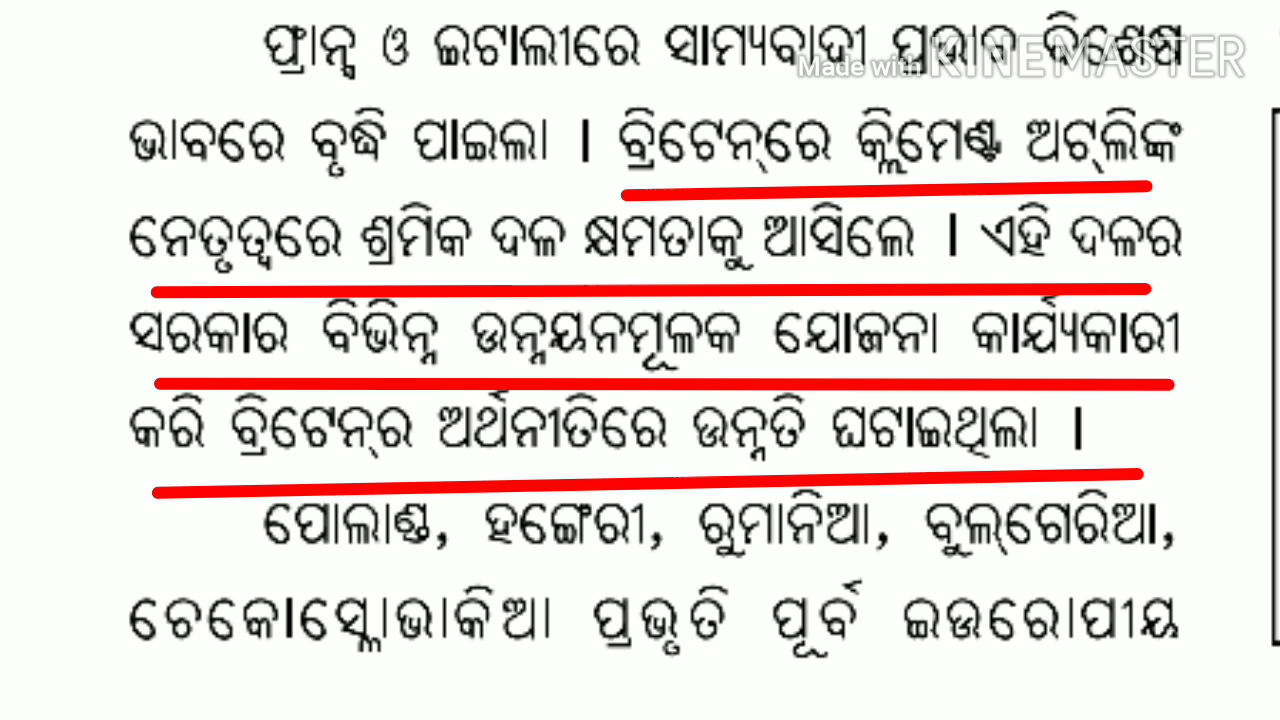 ଫ୍ରାନ୍ସ ଓ ଇଟାଲୀରେ ସାମ୍ୟବାଦୀ ପ୍ରଭାବ ବିଶେଷ
Made with KINEMASTER
ଭାବରେ ବୃଦ୍ଧି ପାଇଲା । ବ୍ରିଟେନ୍‌ରେ କ୍ଲିମେଣ୍ଟ ଅଟ୍‌ଲିଙ୍କ
ନେତୃତ୍ୱରେ ଶ୍ରମିକ ଦଳ କ୍ଷମତାକୁ ଆସିଲେ । ଏହି ଦଳର
ସରକାର ବିଭିନ୍ନ ଉନ୍ନୟନମୂଳକ ଯୋଜନା କାର୍ଯ୍ୟକାରୀ
କରି ବ୍ରିଟେନ୍‌ର ଅର୍ଥନୀତିରେ ଉନ୍ନତି ଘଟାଇଥିଲା ।
ପୋଲାଣ୍ଡ, ହଙ୍ଗେରୀ, ରୁମାନିଆ, ବୁଲ୍‌ଗେରିଆ,
ଚେକୋସ୍ଲୋଭାକିଆ ପ୍ରଭୃତି ପୂର୍ବ ଇଉରୋପୀୟ